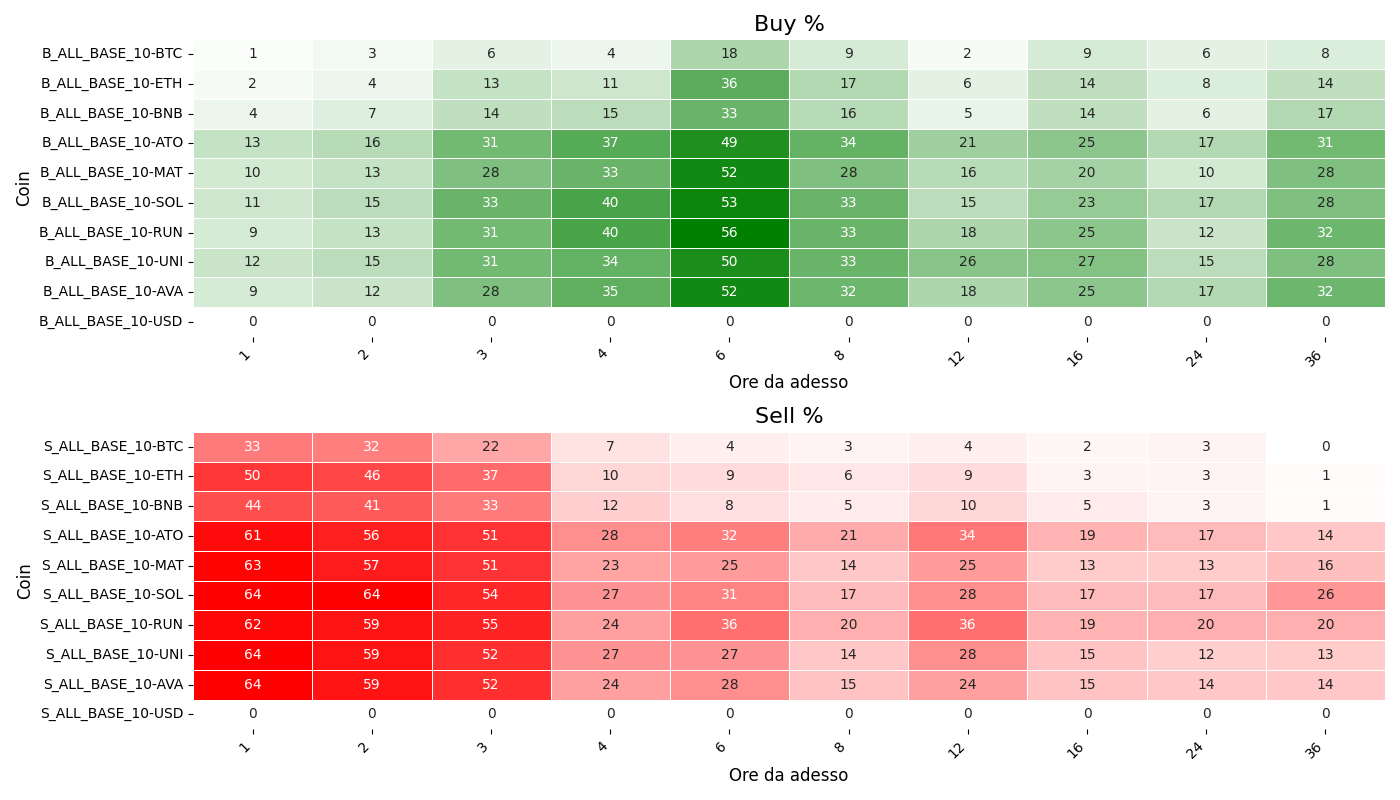 Buy %
Coin
B_ALL_BASE_10-BTC 1 3 6 4 18 9 2 9 6 8
B_ALL_BASE_10-ETH 2 4 13 11 36 17 6 14 8 14
B_ALL_BASE_10-BNB 4 7 14 15 33 16 5 14 6 17
B_ALL_BASE_10-ATO 13 16 31 37 49 34 21 25 17 31
B_ALL_BASE_10-MAT 10 13 28 33 52 28 16 20 10 28
B_ALL_BASE_10-SOL 11 15 33 40 53 33 15 23 17 28
B_ALL_BASE_10-RUN 9 13 31 40 56 33 18 25 12 32
B_ALL_BASE_10-UNI 12 15 31 34 50 33 26 27 15 28
B_ALL_BASE_10-AVA 9 12 28 35 52 32 18 25 17 32
B_ALL_BASE_10-USD 0 0 0 0 0 0 0 0 0 0
1 2 3 4 6 8 12 16 24 36
Ore da adesso
Sell %
Coin
S_ALL_BASE_10-BTC 33 32 22 7 4 3 4 2 3 0
S_ALL_BASE_10-ETH 50 46 37 10 9 6 9 3 3 1
S_ALL_BASE_10-BNB 44 41 33 12 8 5 10 5 3 1
S_ALL_BASE_10-ATO 61 56 51 28 32 21 34 19 17 14
S_ALL_BASE_10-MAT 63 57 51 23 25 14 25 13 13 16
S_ALL_BASE_10-SOL 64 64 54 27 31 17 28 17 17 26
S_ALL_BASE_10-RUN 62 59 55 24 36 20 36 19 20 20
S_ALL_BASE_10-UNI 64 59 52 27 27 14 28 15 12 13
S_ALL_BASE_10-AVA 64 59 52 24 28 15 24 15 14 14
S_ALL_BASE_10-USD 0 0 0 0 0 0 0 0 0 0
1 2 3 4 6 8 12 16 24 36
Ore da adesso